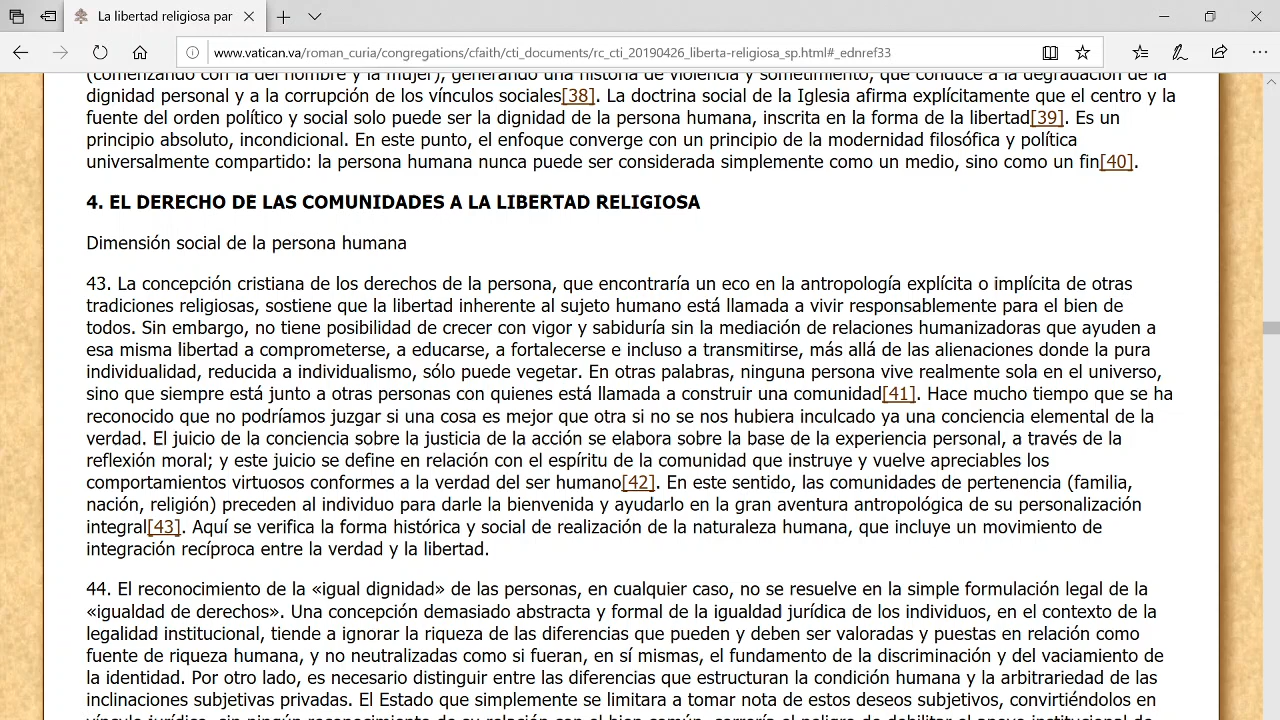 La libertad religiosa par
www.vatican.va/roman_curia/congregations/cfaith/cti_documents/rc_cti_20190426_liberta-religiosa_sp.html#_ednref33
(comenzando con la del hombre y la mujer), generando una historia de violencia y sometimiento, que conduce a la degradación de la
dignidad personal y a la corrupción de los vínculos sociales[38]. La doctrina social de la Iglesia afirma explícitamente que el centro y la
fuente del orden político y social solo puede ser la dignidad de la persona humana, inscrita en la forma de la libertad[39]. Es un
principio absoluto, incondicional. En este punto, el enfoque converge con un principio de la modernidad filosófica y política
universalmente compartido: la persona humana nunca puede ser considerada simplemente como un medio, sino como un fin[40].
4. EL DERECHO DE LAS COMUNIDADES A LA LIBERTAD RELIGIOSA
Dimensión social de la persona humana
43. La concepción cristiana de los derechos de la persona, que encontraría un eco en la antropología explícita o implícita de otras
tradiciones religiosas, sostiene que la libertad inherente al sujeto humano está llamada a vivir responsablemente para el bien de
todos. Sin embargo, no tiene posibilidad de crecer con vigor y sabiduría sin la mediación de relaciones humanizadoras que ayuden a
esa misma libertad a comprometerse, a educarse, a fortalecerse e incluso a transmitirse, más allá de las alienaciones donde la pura
individualidad, reducida a individualismo, sólo puede vegetar. En otras palabras, ninguna persona vive realmente sola en el universo,
sino que siempre está junto a otras personas con quienes está llamada a construir una comunidad[41]. Hace mucho tiempo que se ha
reconocido que no podríamos juzgar si una cosa es mejor que otra si no se nos hubiera inculcado ya una conciencia elemental de la
verdad. El juicio de la conciencia sobre la justicia de la acción se elabora sobre la base de la experiencia personal, a través de la
reflexión moral; y este juicio se define en relación con el espíritu de la comunidad que instruye y vuelve apreciables los
comportamientos virtuosos conformes a la verdad del ser humano[42]. En este sentido, las comunidades de pertenencia (familia,
nación, religión) preceden al individuo para darle la bienvenida y ayudarlo en la gran aventura antropológica de su personalización
integral[43]. Aquí se verifica la forma histórica y social de realización de la naturaleza humana, que incluye un movimiento de
integración recíproca entre la verdad y la libertad.
44. El reconocimiento de la «igual dignidad» de las personas, en cualquier caso, no se resuelve en la simple formulación legal de la
«igualdad de derechos». Una concepción demasiado abstracta y formal de la igualdad jurídica de los individuos, en el contexto de la
legalidad institucional, tiende a ignorar la riqueza de las diferencias que pueden y deben ser valoradas y puestas en relación como
fuente de riqueza humana, y no neutralizadas como si fueran, en sí mismas, el fundamento de la discriminación y del vaciamiento de
la identidad. Por otro lado, es necesario distinguir entre las diferencias que estructuran la condición humana y la arbitrariedad de las
inclinaciones subjetivas privadas. El Estado que simplemente se limitara a tomar nota de estos deseos subjetivos, convirtiéndolos en